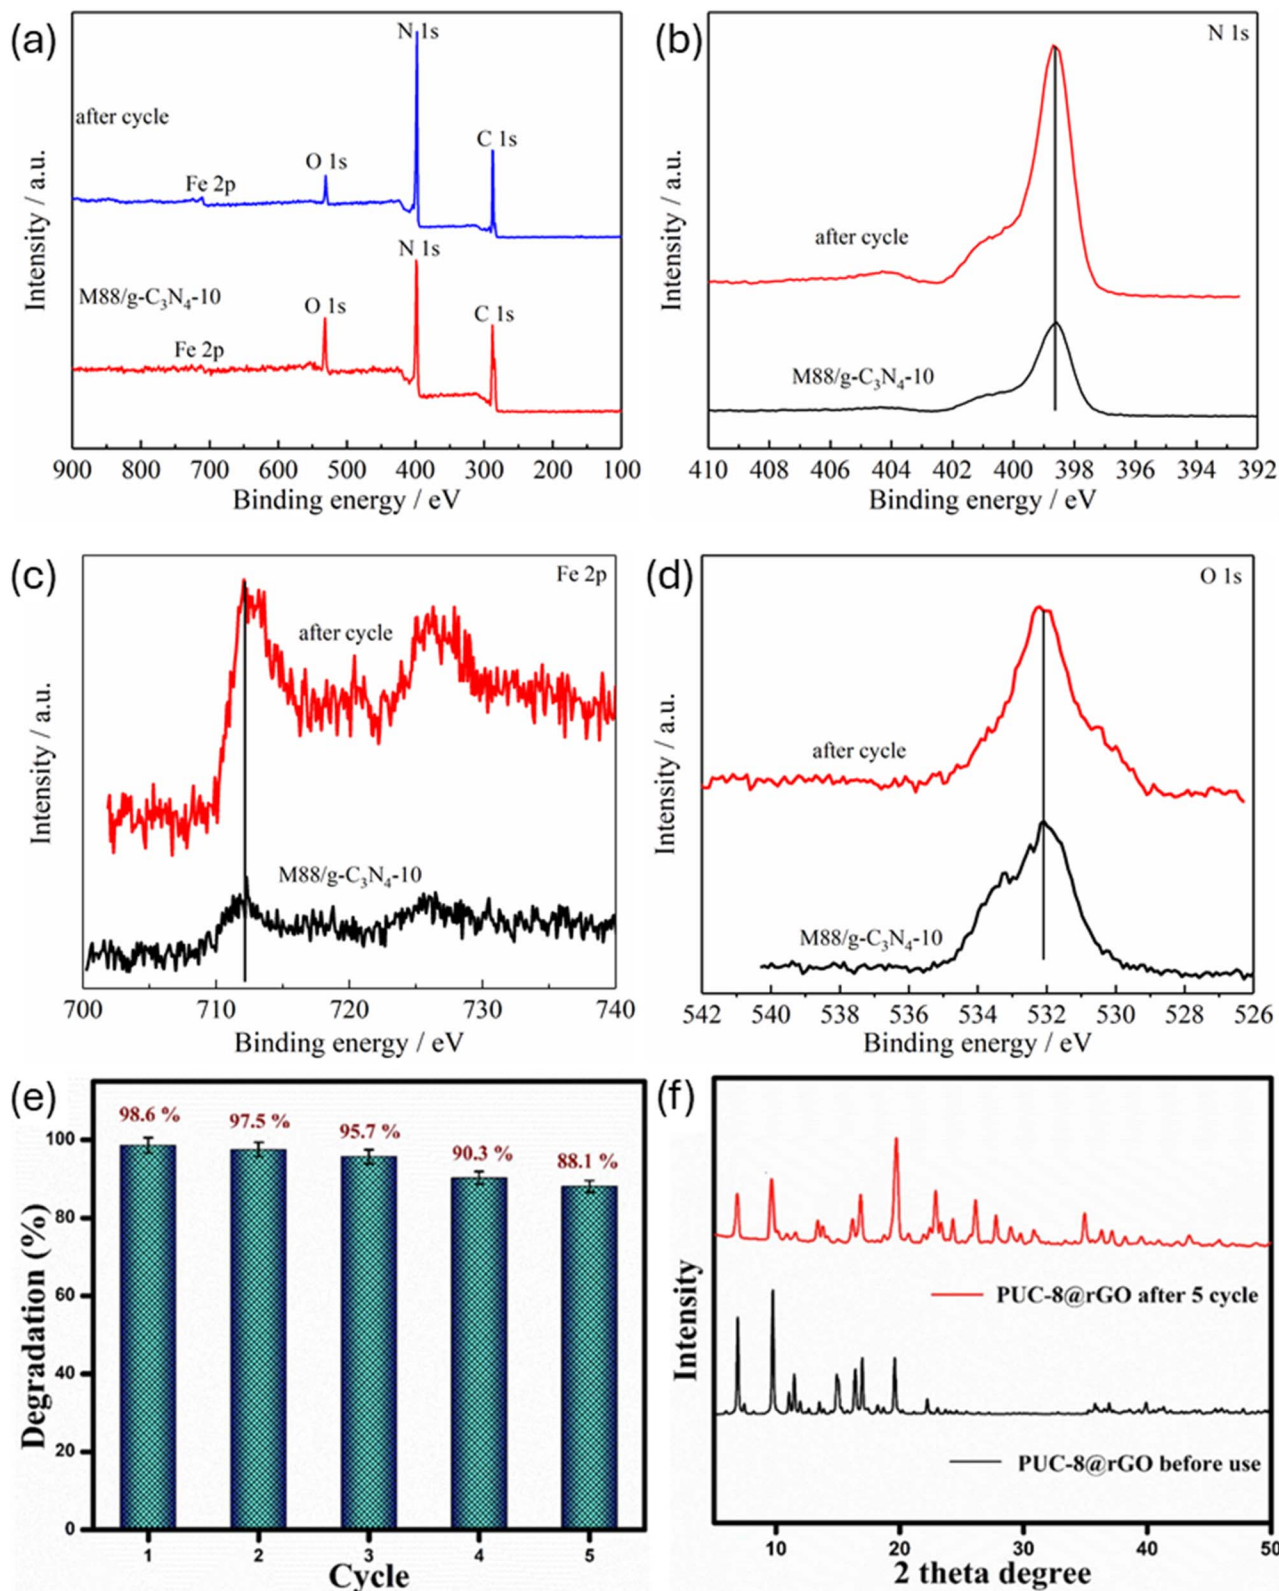 (a)
N 1s
after cycle
C 1s
O 1s
Fe 2p
N 1s
M88/g-C₃N₄-10
O 1s
C 1s
Fe 2p
Intensity / a.u.
900 800 700 600 500 400 300 200 100
Binding energy / eV
(b)
N 1s
after cycle
M88/g-C₃N₄-10
Intensity / a.u.
410 408 406 404 402 400 398 396 394 392
Binding energy / eV
(c)
Fe 2p
after cycle
M88/g-C₃N₄-10
Intensity / a.u.
700 710 720 730 740
Binding energy / eV
(d)
O 1s
after cycle
M88/g-C₃N₄-10
Intensity / a.u.
542 540 538 536 534 532 530 528 526
Binding energy / eV
(e)
98.6 %
97.5 %
95.7 %
90.3 %
88.1 %
100
80
60
40
20
0
Degradation (%)
1 2 3 4 5
Cycle
(f)
PUC-8@rGO after 5 cycle
PUC-8@rGO before use
Intensity
10 20 30 40 50
2 theta degree